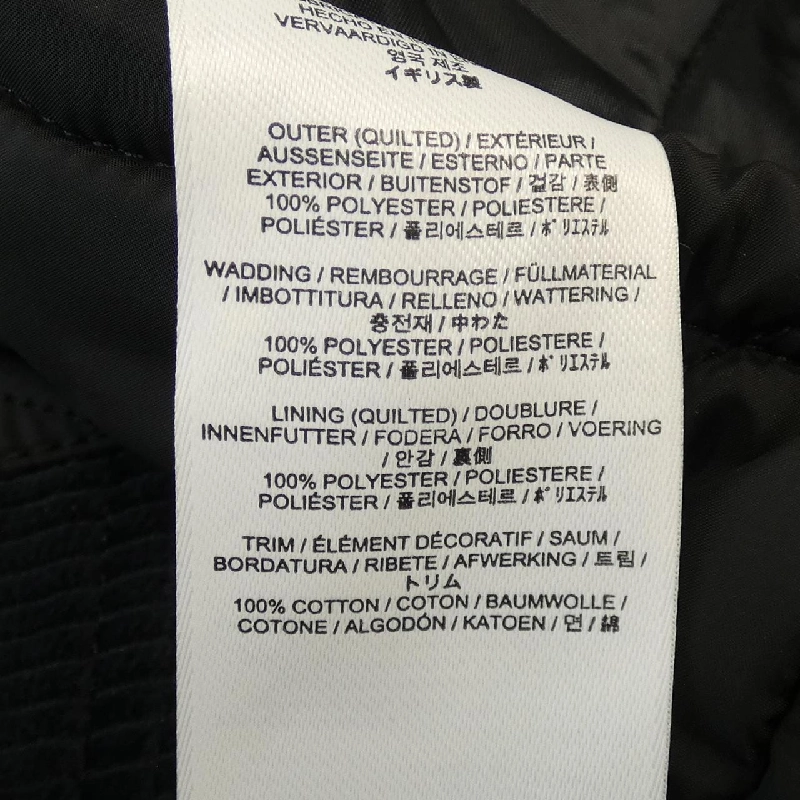 HECHO EN
VERVAARDIGD IN
영국 제조
イギリス製
OUTER (QUILTED) / EXTÉRIEUR /
AUSSENSEITE / ESTERNO / PARTE
EXTERIOR / BUITENSTOF / 겉감 / 表側
100% POLYESTER / POLIESTERE /
POLIÉSTER / 폴리에스테르 / ﾎﾟﾘｴｽﾃﾙ
WADDING / REMBOURRAGE / FÜLLMATERIAL
/ IMBOTTITURA / RELLENO / WATTERING /
충전재 / 中わた
100% POLYESTER / POLIESTERE /
POLIÉSTER / 폴리에스테르 / ﾎﾟﾘｴｽﾃﾙ
LINING (QUILTED) / DOUBLURE /
INNENFUTTER / FODERA / FORRO / VOERING
/ 안감 / 裏側
100% POLYESTER / POLIESTERE /
POLIÉSTER / 폴리에스테르 / ﾎﾟﾘｴｽﾃﾙ
TRIM / ÉLÉMENT DÉCORATIF / SAUM /
BORDATURA / RIBETE / AFWERKING / 트림 /
トリム
100% COTTON / COTON / BAUMWOLLE /
COTONE / ALGODÓN / KATOEN / 면 / 綿